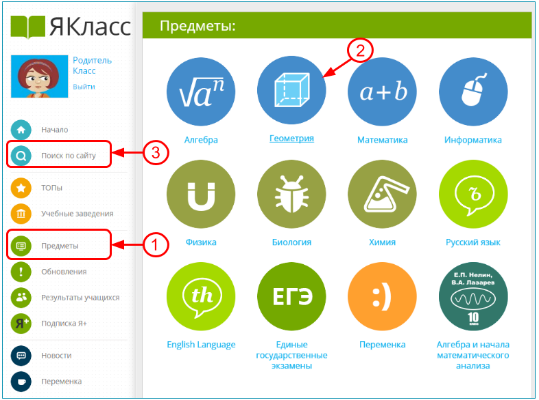 ЯКласс
Родитель
Класс
Выйти
Начало
Поиск по сайту
3
ТОПы
Учебные заведения
Предметы
1
Обновления
Результаты учащихся
Я+
Подписка Я+
Новости
Переменка
Предметы:
2
√aⁿ
a+b
Алгебра
Геометрия
Математика
Информатика
Ъ
Физика
Биология
Химия
Русский язык
th
ЕГЭ
:)
Е.П. Нелин,
В.А. Лазарев
10
English Language
Единые
государственные
экзамены
Переменка
Алгебра и начала
математического
анализа